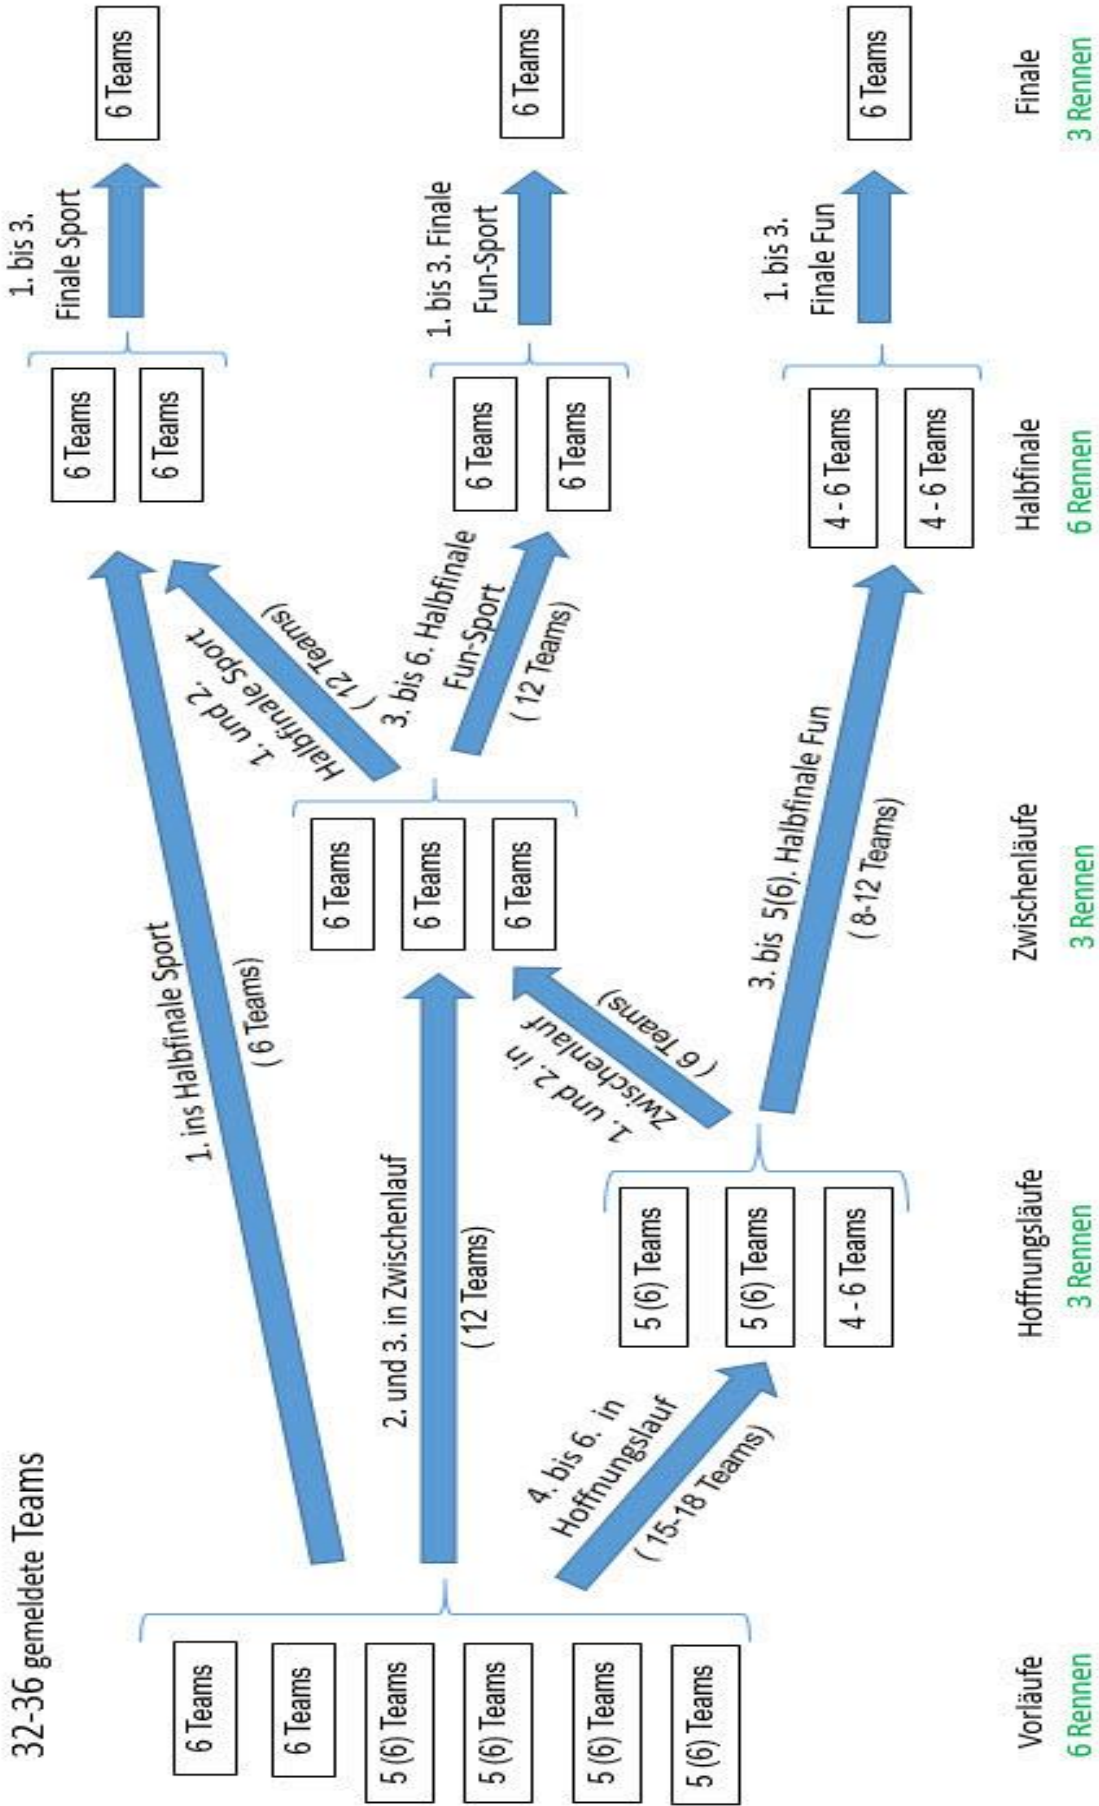 32-36 gemeldete Teams
6 Teams
6 Teams
5 (6) Teams
5 (6) Teams
5 (6) Teams
5 (6) Teams
Vorläufe
6 Rennen
1. ins Halbfinale Sport
( 6 Teams)
2. und 3. in Zwischenlauf
( 12 Teams)
4. bis 6. in
Hoffnungslauf
( 15-18 Teams)
5 (6) Teams
5 (6) Teams
4 - 6 Teams
Hoffnungsläufe
3 Rennen
1. und 2. in
Zwischenlauf
( 6 Teams)
3. bis 5(6). Halbfinale Fun
( 8-12 Teams)
6 Teams
6 Teams
6 Teams
Zwischenläufe
3 Rennen
1. und 2.
Halbfinale Sport
( 12 Teams)
3. bis 6. Halbfinale
Fun-Sport
( 12 Teams)
6 Teams
6 Teams
6 Teams
6 Teams
4 - 6 Teams
4 - 6 Teams
Halbfinale
6 Rennen
1. bis 3.
Finale Sport
1. bis 3. Finale
Fun-Sport
1. bis 3.
Finale Fun
6 Teams
6 Teams
6 Teams
Finale
3 Rennen